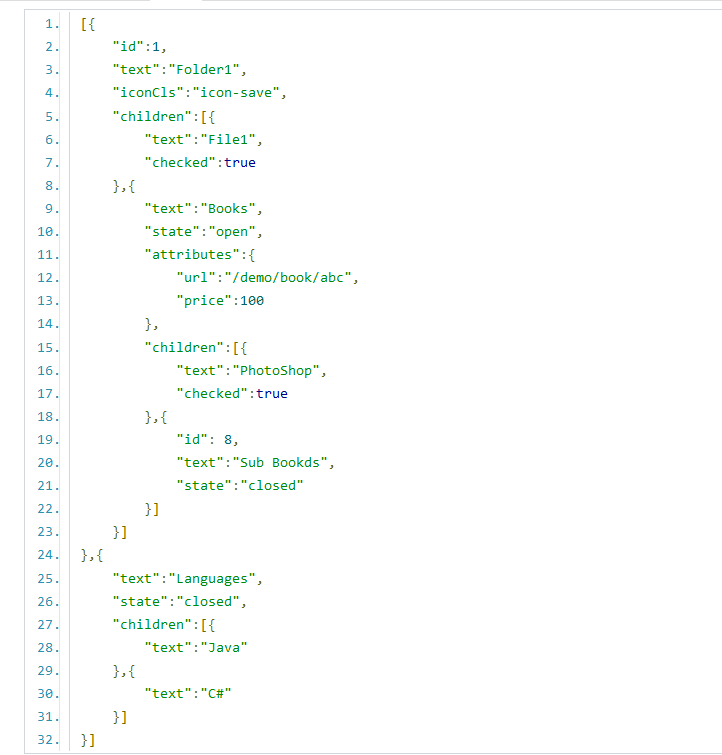 1. [{
2.     "id":1,
3.     "text":"Folder1",
4.     "iconCls":"icon-save",
5.     "children":[{
6.         "text":"File1",
7.         "checked":true
8.     },{
9.         "text":"Books",
10.         "state":"open",
11.         "attributes":{
12.             "url":"/demo/book/abc",
13.             "price":100
14.         },
15.         "children":[{
16.             "text":"PhotoShop",
17.             "checked":true
18.         },{
19.             "id": 8,
20.             "text":"Sub Bookds",
21.             "state":"closed"
22.         }]
23.     }]
24. },{
25.     "text":"Languages",
26.     "state":"closed",
27.     "children":[{
28.         "text":"Java"
29.     },{
30.         "text":"C#"
31.     }]
32. }]